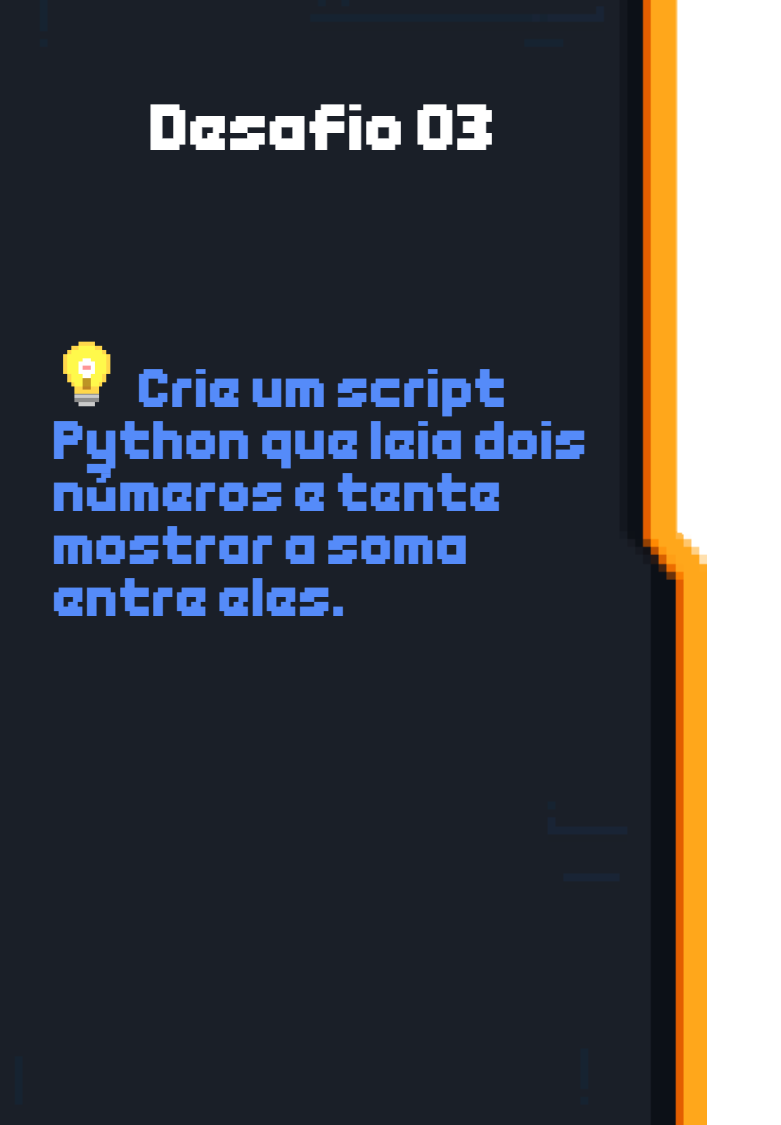 Desafio 03
Crie um script
Python que leia dois
números e tente
mostrar a soma
entre eles.